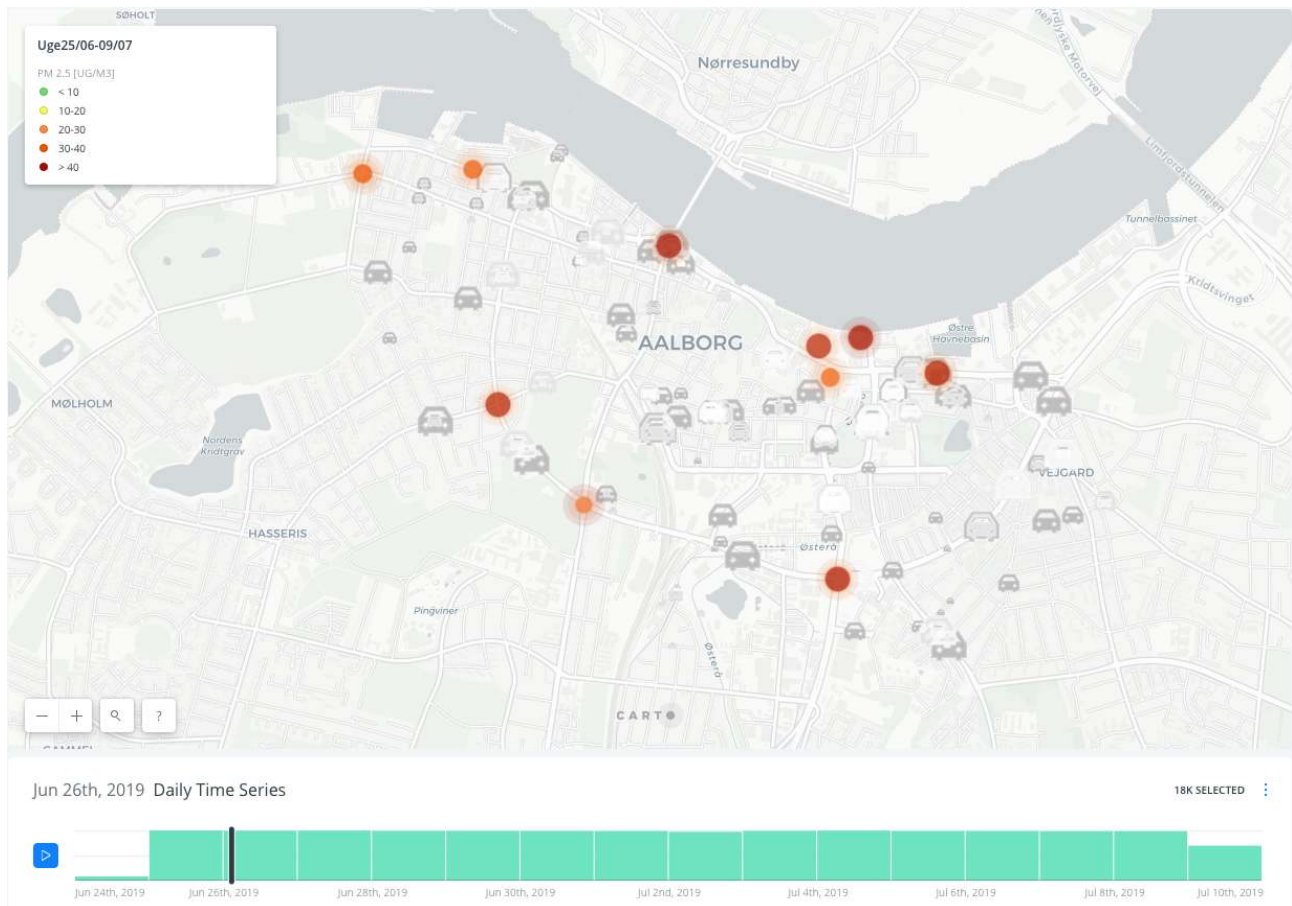 SØHOLT
Uge25/06-09/07
PM 2.5 [UG/M3]
< 10
10-20
20-30
30-40
> 40
Nørresundby
Limfjordstunnelen
Tunnelbassinet
Kridtsvinget
Østre
Havnebasin
AALBORG
MØLHOLM
Nordens
Kridtgrav
VEJGARD
HASSERIS
Østerå
Pingviner
Østerå
CARTO
− + ?
Jun 26th, 2019 Daily Time Series
18K SELECTED
Jun 24th, 2019 Jun 26th, 2019 Jun 28th, 2019 Jun 30th, 2019 Jul 2nd, 2019 Jul 4th, 2019 Jul 6th, 2019 Jul 8th, 2019 Jul 10th, 2019